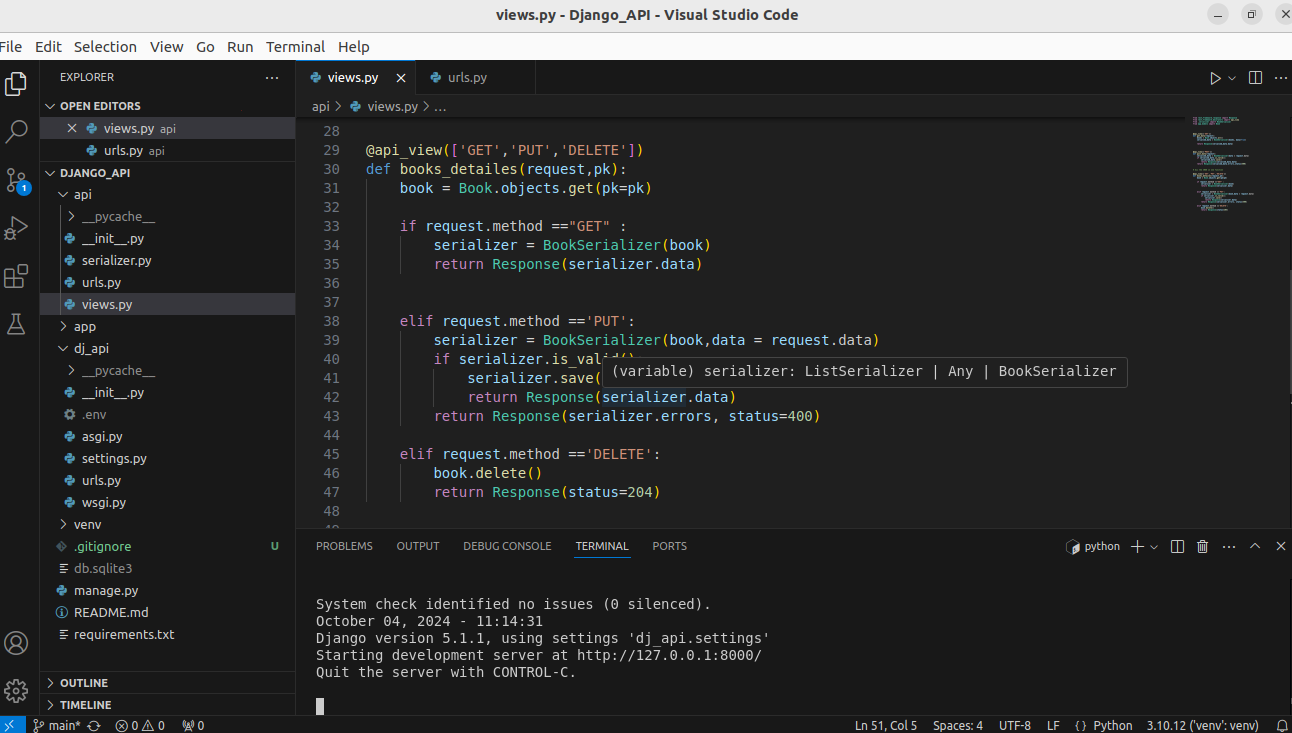 views.py - Django_API - Visual Studio Code
File Edit Selection View Go Run Terminal Help
EXPLORER
OPEN EDITORS
views.py api
urls.py api
DJANGO_API
api
__pycache__
__init__.py
serializer.py
urls.py
views.py
app
dj_api
__pycache__
__init__.py
.env
asgi.py
settings.py
urls.py
wsgi.py
venv
.gitignore U
db.sqlite3
manage.py
README.md
requirements.txt
OUTLINE
TIMELINE
1
views.py urls.py
api > views.py > ...
28
29 @api_view(['GET','PUT','DELETE'])
30 def books_detailes(request,pk):
31 book = Book.objects.get(pk=pk)
32
33 if request.method =="GET" :
34 serializer = BookSerializer(book)
35 return Response(serializer.data)
36
37
38 elif request.method =='PUT':
39 serializer = BookSerializer(book,data = request.data)
40 if serializer.is_valid()
(variable) serializer: ListSerializer | Any | BookSerializer
41 serializer.save(
42 return Response(serializer.data)
43 return Response(serializer.errors, status=400)
44
45 elif request.method =='DELETE':
46 book.delete()
47 return Response(status=204)
48
49
PROBLEMS OUTPUT DEBUG CONSOLE TERMINAL PORTS python
System check identified no issues (0 silenced).
October 04, 2024 - 11:14:31
Django version 5.1.1, using settings 'dj_api.settings'
Starting development server at http://127.0.0.1:8000/
Quit the server with CONTROL-C.
main* 0 0 0 Ln 51, Col 5 Spaces: 4 UTF-8 LF {} Python 3.10.12 ('venv': venv)